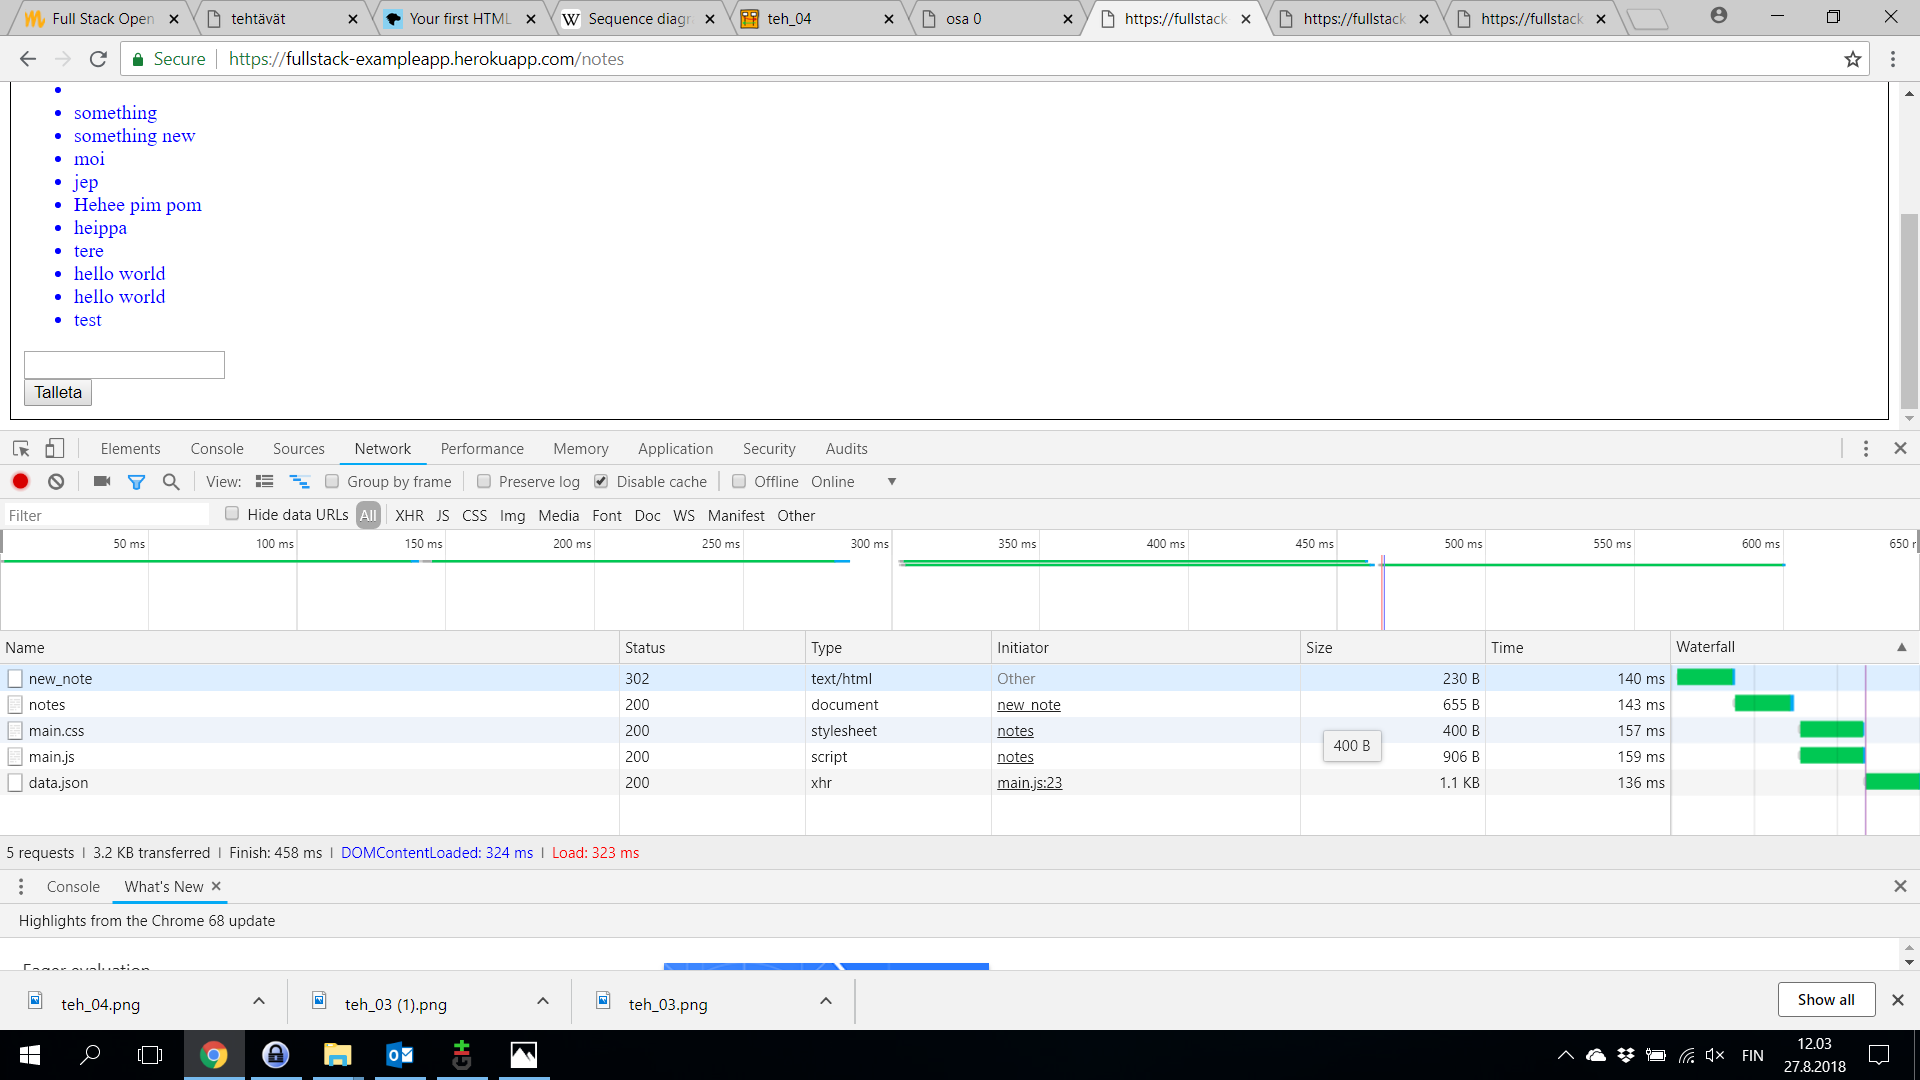 Full Stack Open
tehtävät
Your first HTML
Sequence diagr
teh_04
osa 0
https://fullstack
https://fullstack
https://fullstack
Secure https://fullstack-exampleapp.herokuapp.com/notes
something
something new
moi
jep
Hehee pim pom
heippa
tere
hello world
hello world
test
Talleta
Elements Console Sources Network Performance Memory Application Security Audits
View: Group by frame Preserve log Disable cache Offline Online
Filter Hide data URLs All XHR JS CSS Img Media Font Doc WS Manifest Other
50 ms 100 ms 150 ms 200 ms 250 ms 300 ms 350 ms 400 ms 450 ms 500 ms 550 ms 600 ms 650 r
Name Status Type Initiator Size Time Waterfall
new_note 302 text/html Other 230 B 140 ms
notes 200 document new_note 655 B 143 ms
main.css 200 stylesheet notes 400 B 157 ms
400 B
main.js 200 script notes 906 B 159 ms
data.json 200 xhr main.js:23 1.1 KB 136 ms
5 requests | 3.2 KB transferred | Finish: 458 ms | DOMContentLoaded: 324 ms | Load: 323 ms
Console What's New
Highlights from the Chrome 68 update
Eager evaluation
teh_04.png teh_03 (1).png teh_03.png Show all
FIN
12.03
27.8.2018